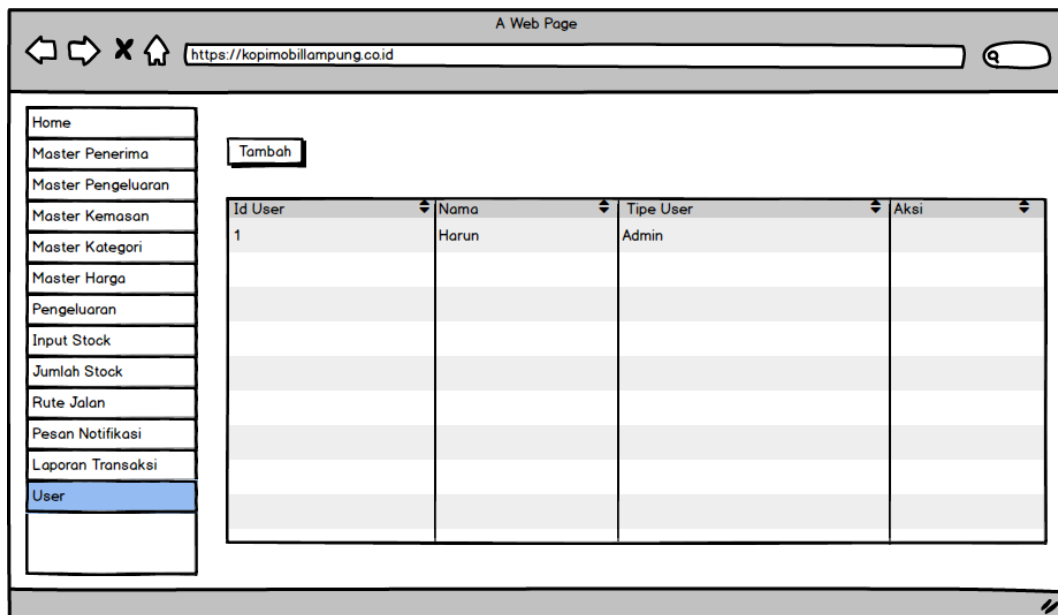 A Web Page
https://kopimobillampung.co.id
Home
Master Penerima
Master Pengeluaran
Master Kemasan
Master Kategori
Master Harga
Pengeluaran
Input Stock
Jumlah Stock
Rute Jalan
Pesan Notifikasi
Laporan Transaksi
User
Tambah
Id User Nama Tipe User Aksi
1 Harun Admin